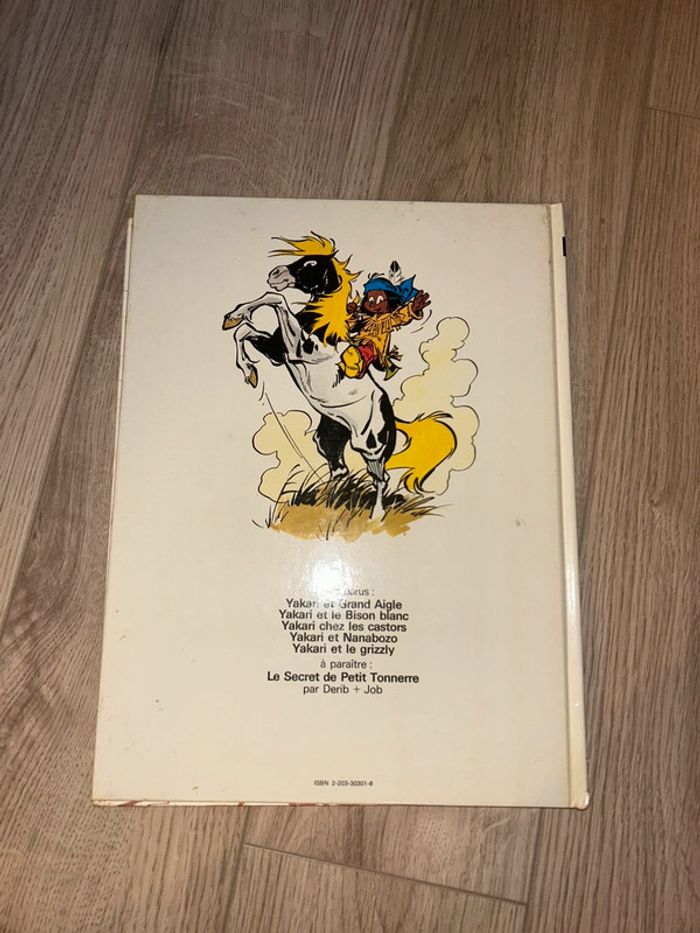 parus :
Yakari et Grand Aigle
Yakari et le Bison blanc
Yakari chez les castors
Yakari et Nanabozo
Yakari et le grizzly
à paraître :
Le Secret de Petit Tonnerre
par Derib + Job
ISBN 2-203-30301-8